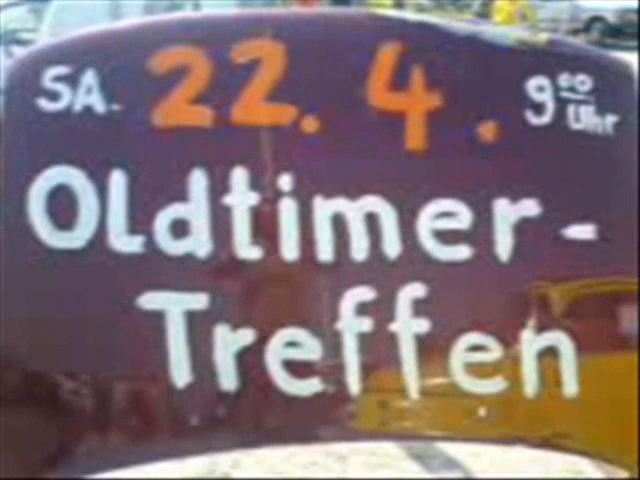 SA. 22. 4. 9⁰⁰ Uhr
Oldtimer-
Treffen